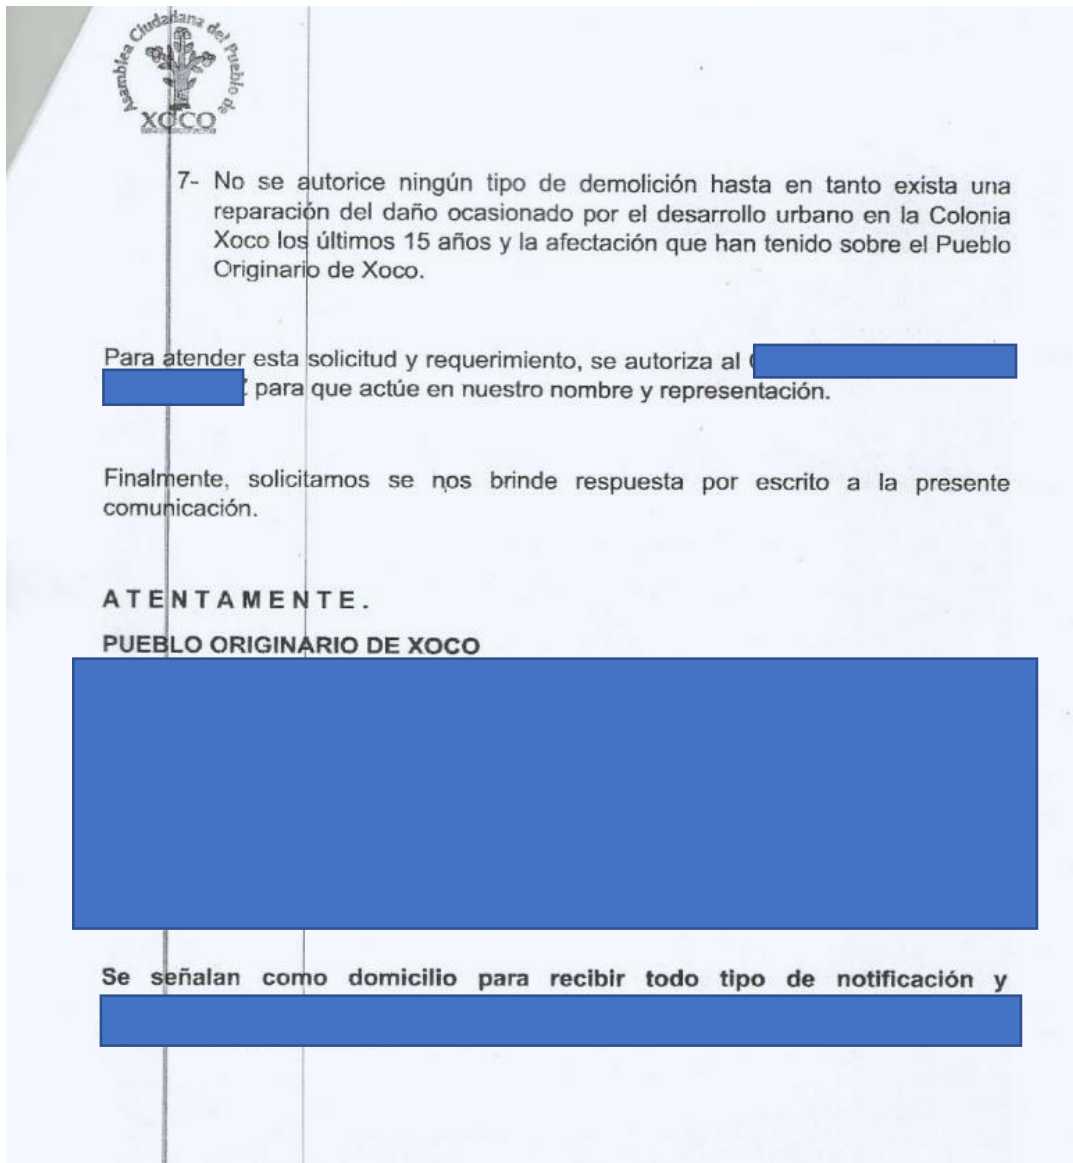 Asamblea Ciudadana del Pueblo de
XOCO
7- No se autorice ningún tipo de demolición hasta en tanto exista una
reparación del daño ocasionado por el desarrollo urbano en la Colonia
Xoco los últimos 15 años y la afectación que han tenido sobre el Pueblo
Originario de Xoco.
Para atender esta solicitud y requerimiento, se autoriza al
para que actúe en nuestro nombre y representación.
Finalmente, solicitamos se nos brinde respuesta por escrito a la presente
comunicación.
ATENTAMENTE.
PUEBLO ORIGINARIO DE XOCO
Se señalan como domicilio para recibir todo tipo de notificación y